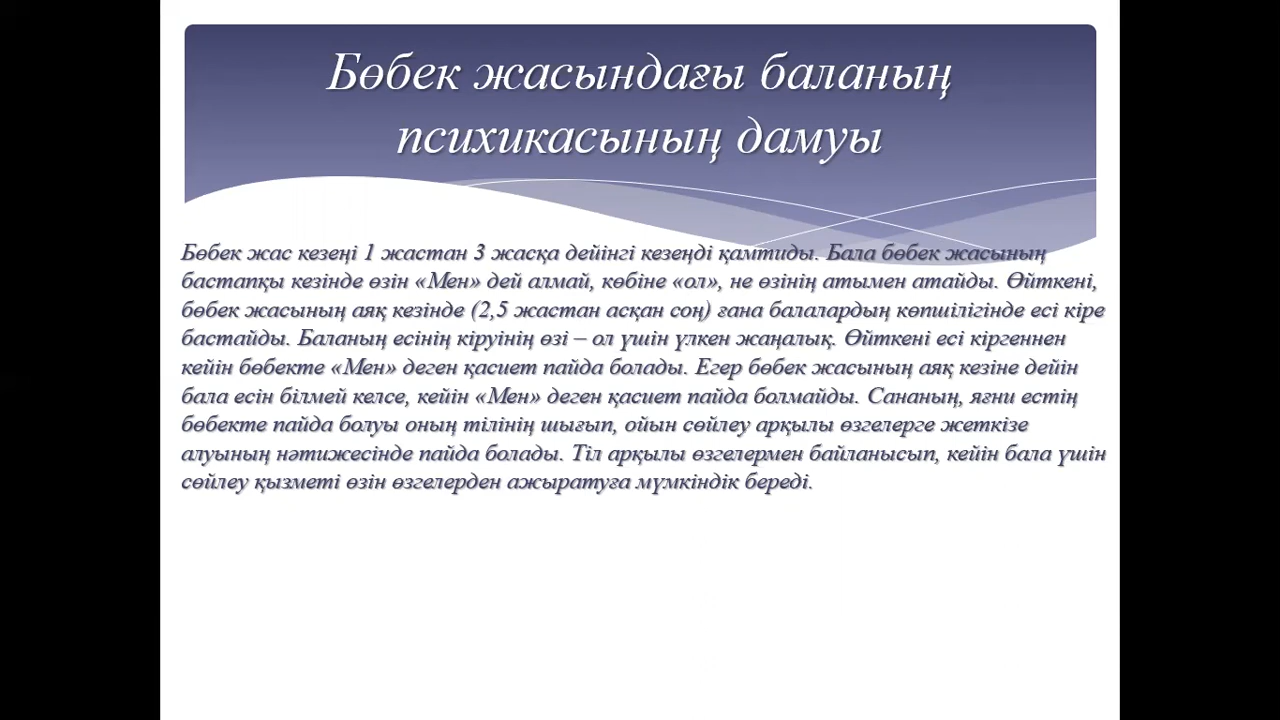 Бөбек жасындағы баланың
психикасының дамуы
Бөбек жас кезеңі 1 жастан 3 жасқа дейінгі кезеңді қамтиды. Бала бөбек жасының
бастапқы кезінде өзін «Мен» дей алмай, көбіне «ол», не өзінің атымен атайды. Өйткені,
бөбек жасының аяқ кезінде (2,5 жастан асқан соң) ғана балалардың көпшілігінде есі кіре
бастайды. Баланың есінің кіруінің өзі – ол үшін үлкен жаңалық. Өйткені есі кіргеннен
кейін бөбекте «Мен» деген қасиет пайда болады. Егер бөбек жасының аяқ кезіне дейін
бала есін білмей келсе, кейін «Мен» деген қасиет пайда болмайды. Сананың, яғни естің
бөбекте пайда болуы оның тілінің шығып, ойын сөйлеу арқылы өзгелерге жеткізе
алуының нәтижесінде пайда болады. Тіл арқылы өзгелермен байланысып, кейін бала үшін
сөйлеу қызметі өзін өзгелерден ажыратуға мүмкіндік береді.